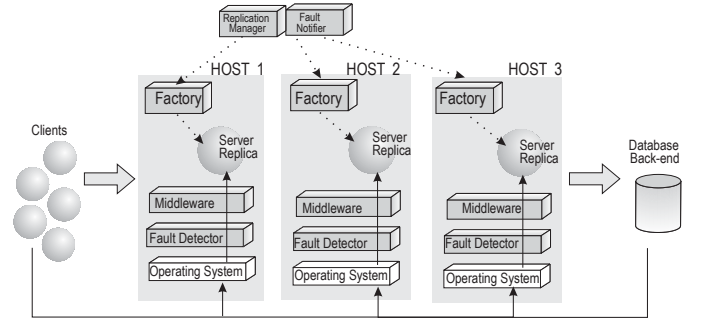 Replication
Manager
Fault
Notifier
HOST 1
HOST 2
HOST 3
Factory
Factory
Factory
Clients
Server
Replica
Server
Replica
Server
Replica
Database
Back-end
Middleware
Middleware
Middleware
Fault Detector
Fault Detector
Fault Detector
Operating System
Operating System
Operating System